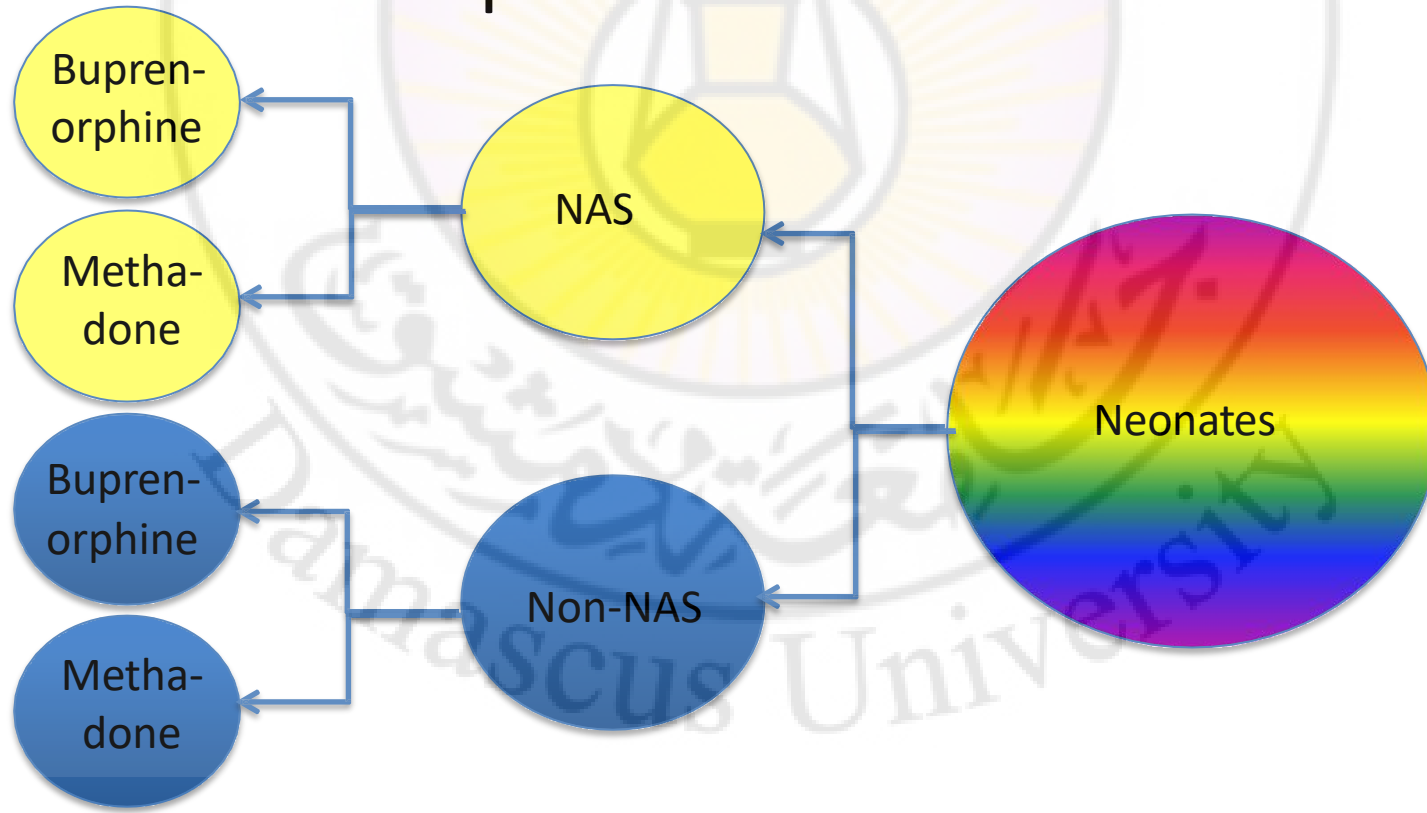 Bupren-
orphine
Metha-
done
NAS
Neonates
Bupren-
orphine
Metha-
done
Non-NAS
Damascus University